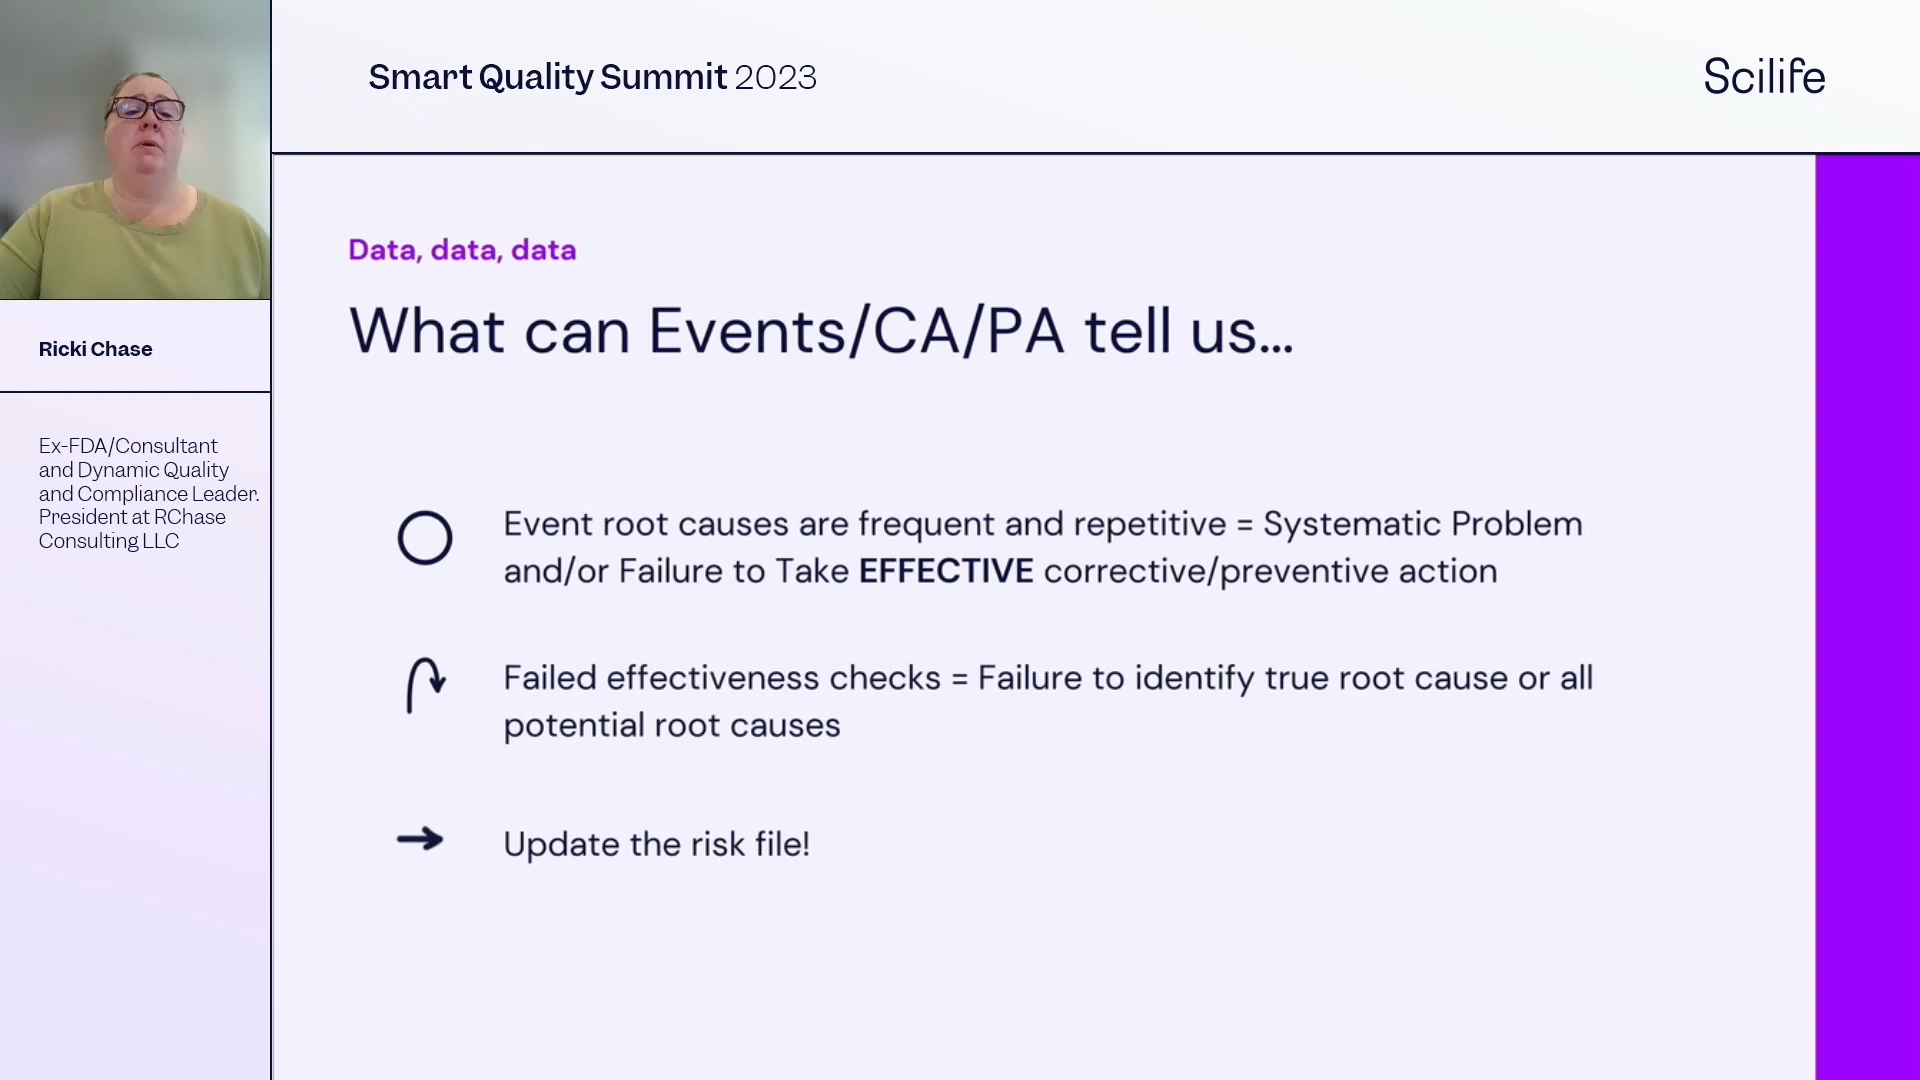 Smart Quality Summit 2023
Scilife
Ricki Chase
Ex-FDA/Consultant
and Dynamic Quality
and Compliance Leader.
President at RChase
Consulting LLC
Data, data, data
What can Events/CA/PA tell us...
Event root causes are frequent and repetitive = Systematic Problem
and/or Failure to Take EFFECTIVE corrective/preventive action
Failed effectiveness checks = Failure to identify true root cause or all
potential root causes
Update the risk file!